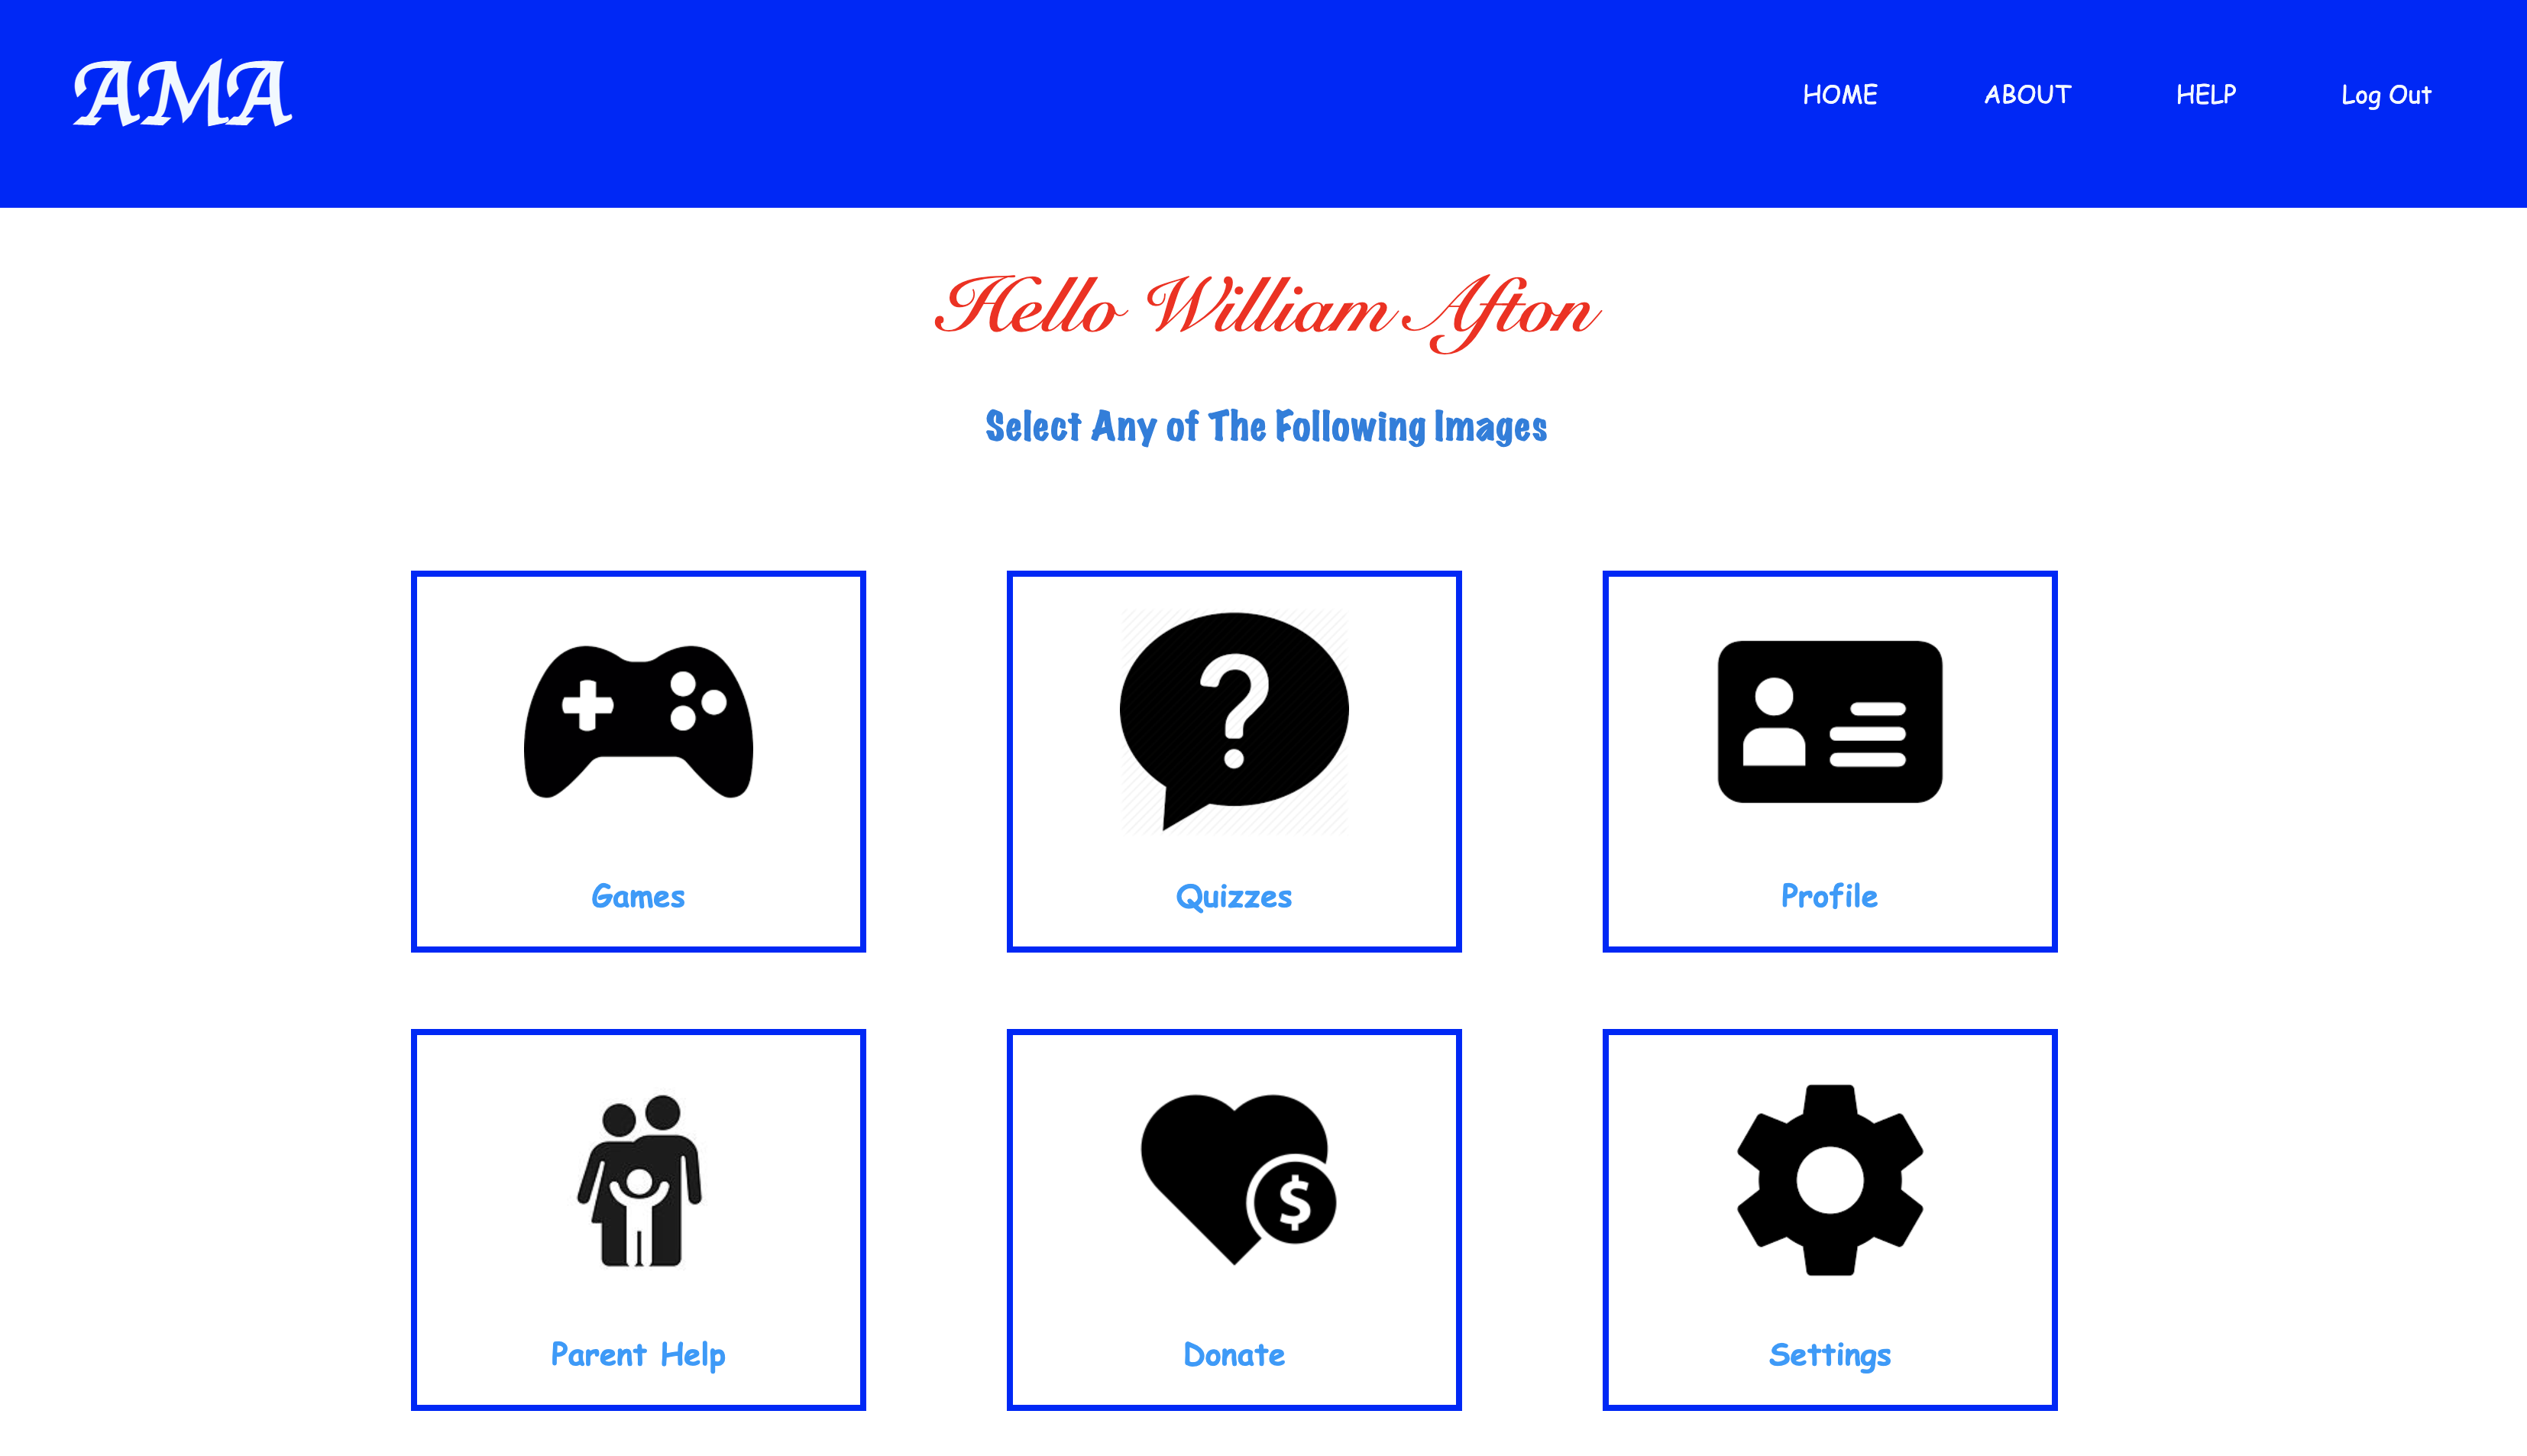 AMA
HOME ABOUT HELP Log Out
Hello William Afton
Select Any of The Following Images
Games Quizzes Profile
$
Parent Help Donate Settings